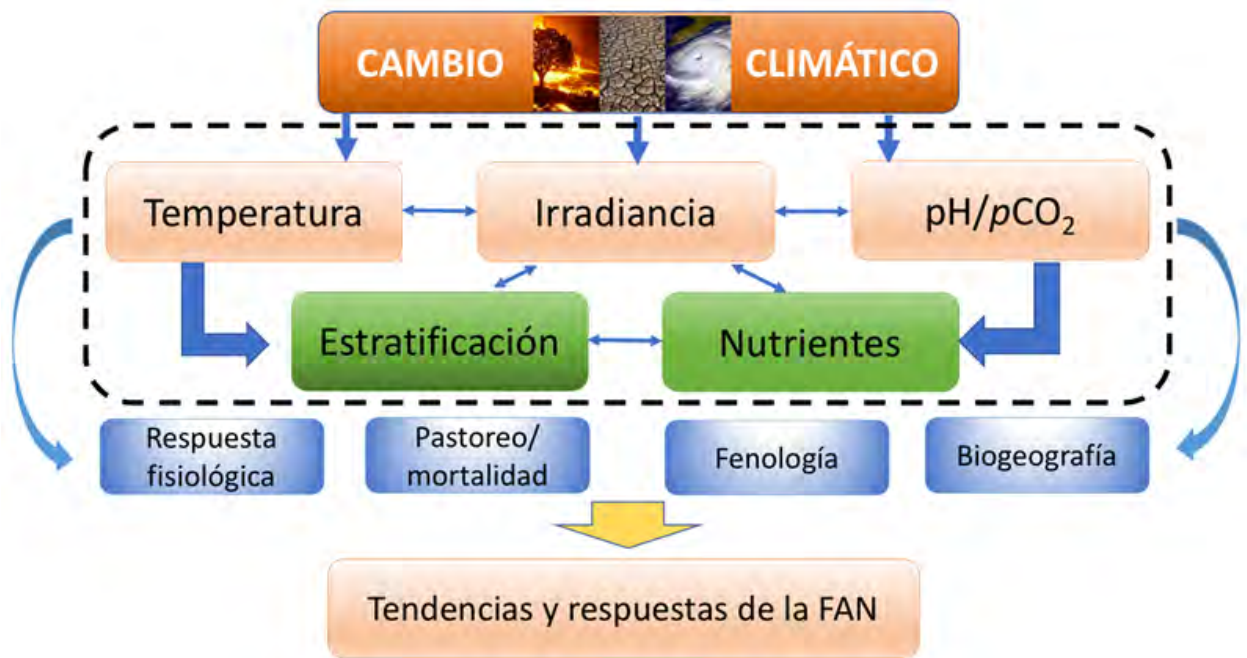 CAMBIO CLIMÁTICO
Temperatura
Irradiancia
pH/pCO₂
Estratificación
Nutrientes
Respuesta
fisiológica
Pastoreo/
mortalidad
Fenología
Biogeografía
Tendencias y respuestas de la FAN